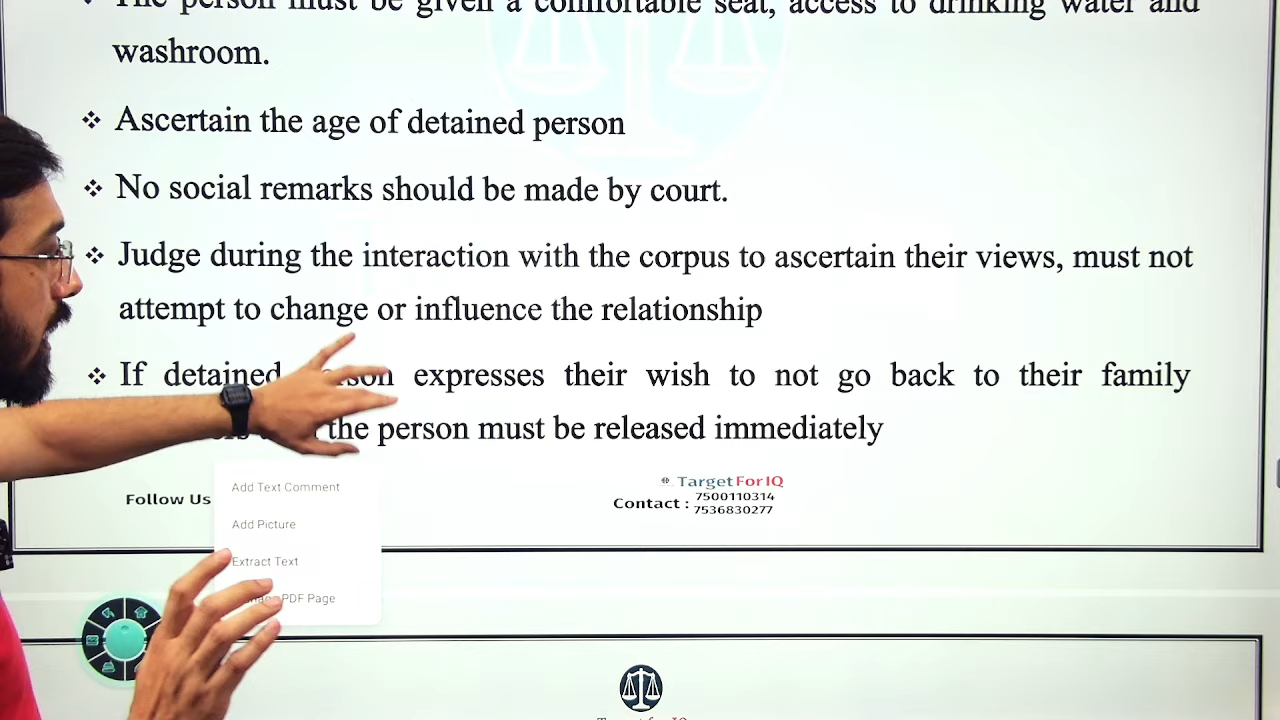 The person must be given a comfortable seat, access to drinking water and
washroom.
❖ Ascertain the age of detained person
❖ No social remarks should be made by court.
❖ Judge during the interaction with the corpus to ascertain their views, must not
attempt to change or influence the relationship
❖ If detained expresses their wish to not go back to their family
the person must be released immediately
Add Text Comment
Follow Us
TargetForIQ
Contact : 7500110314
7536830277
Add Picture
Extract Text
PDF Page